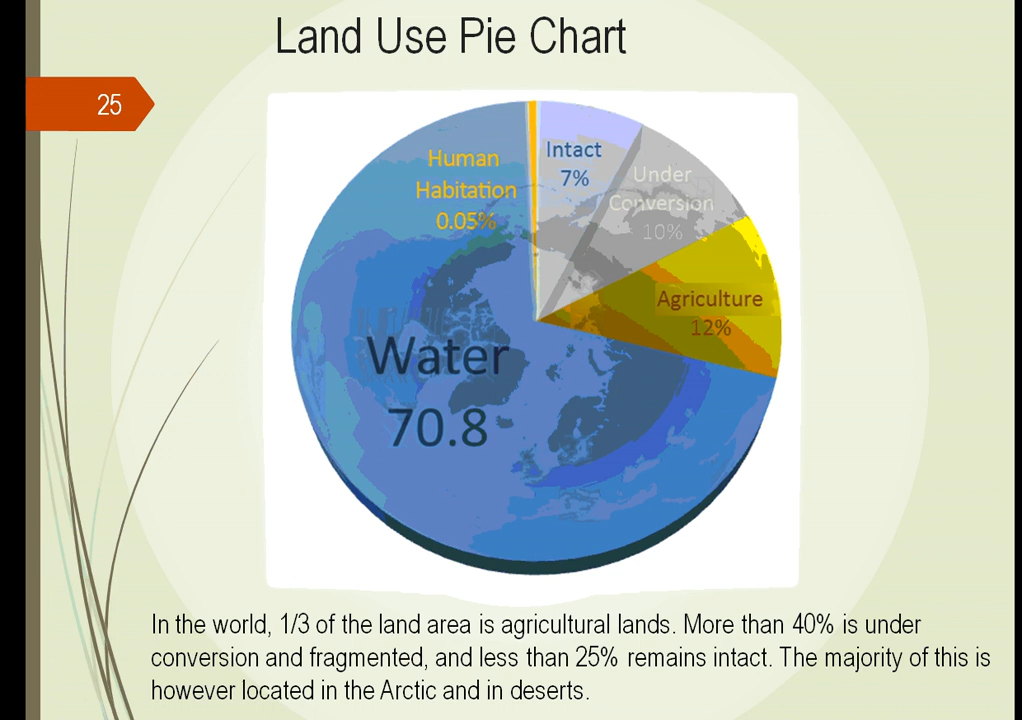 Land Use Pie Chart
25
Human
Habitation
0.05%
Intact
7%
Under
Conversion
10%
Agriculture
12%
Water
70.8
In the world, 1/3 of the land area is agricultural lands. More than 40% is under
conversion and fragmented, and less than 25% remains intact. The majority of this is
however located in the Arctic and in deserts.